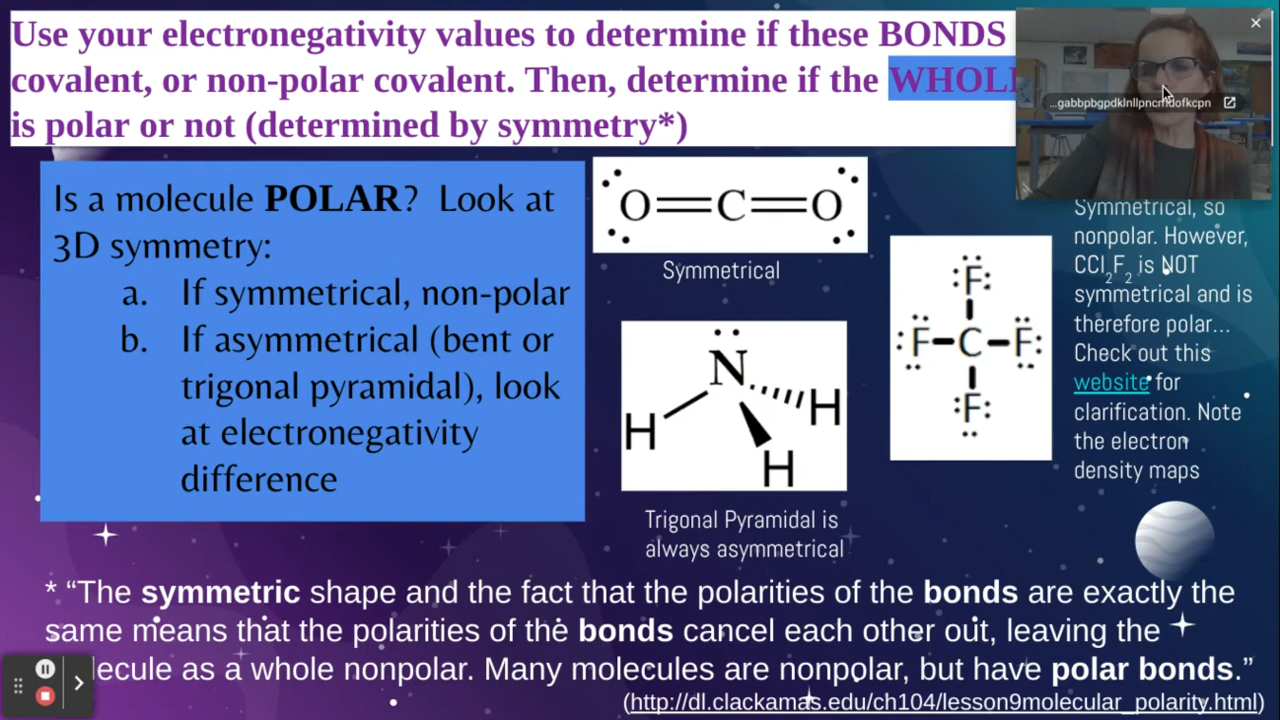 Use your electronegativity values to determine if these BONDS
covalent, or non-polar covalent. Then, determine if the WHOL
is polar or not (determined by symmetry*)
Is a molecule POLAR? Look at
3D symmetry:
a. If symmetrical, non-polar
b. If asymmetrical (bent or
trigonal pyramidal), look
at electronegativity
difference
O C O
Symmetrical
N
H H
H
Trigonal Pyramidal is
always asymmetrical
F
F C F
F
Symmetrical, so
nonpolar. However,
CCl2F2 is NOT
symmetrical and is
therefore polar...
Check out this
website for
clarification. Note
the electron
density maps
* “The symmetric shape and the fact that the polarities of the bonds are exactly the
same means that the polarities of the bonds cancel each other out, leaving the
lecule as a whole nonpolar. Many molecules are nonpolar, but have polar bonds.”
(http://dl.clackamas.edu/ch104/lesson9molecular_polarity.html)